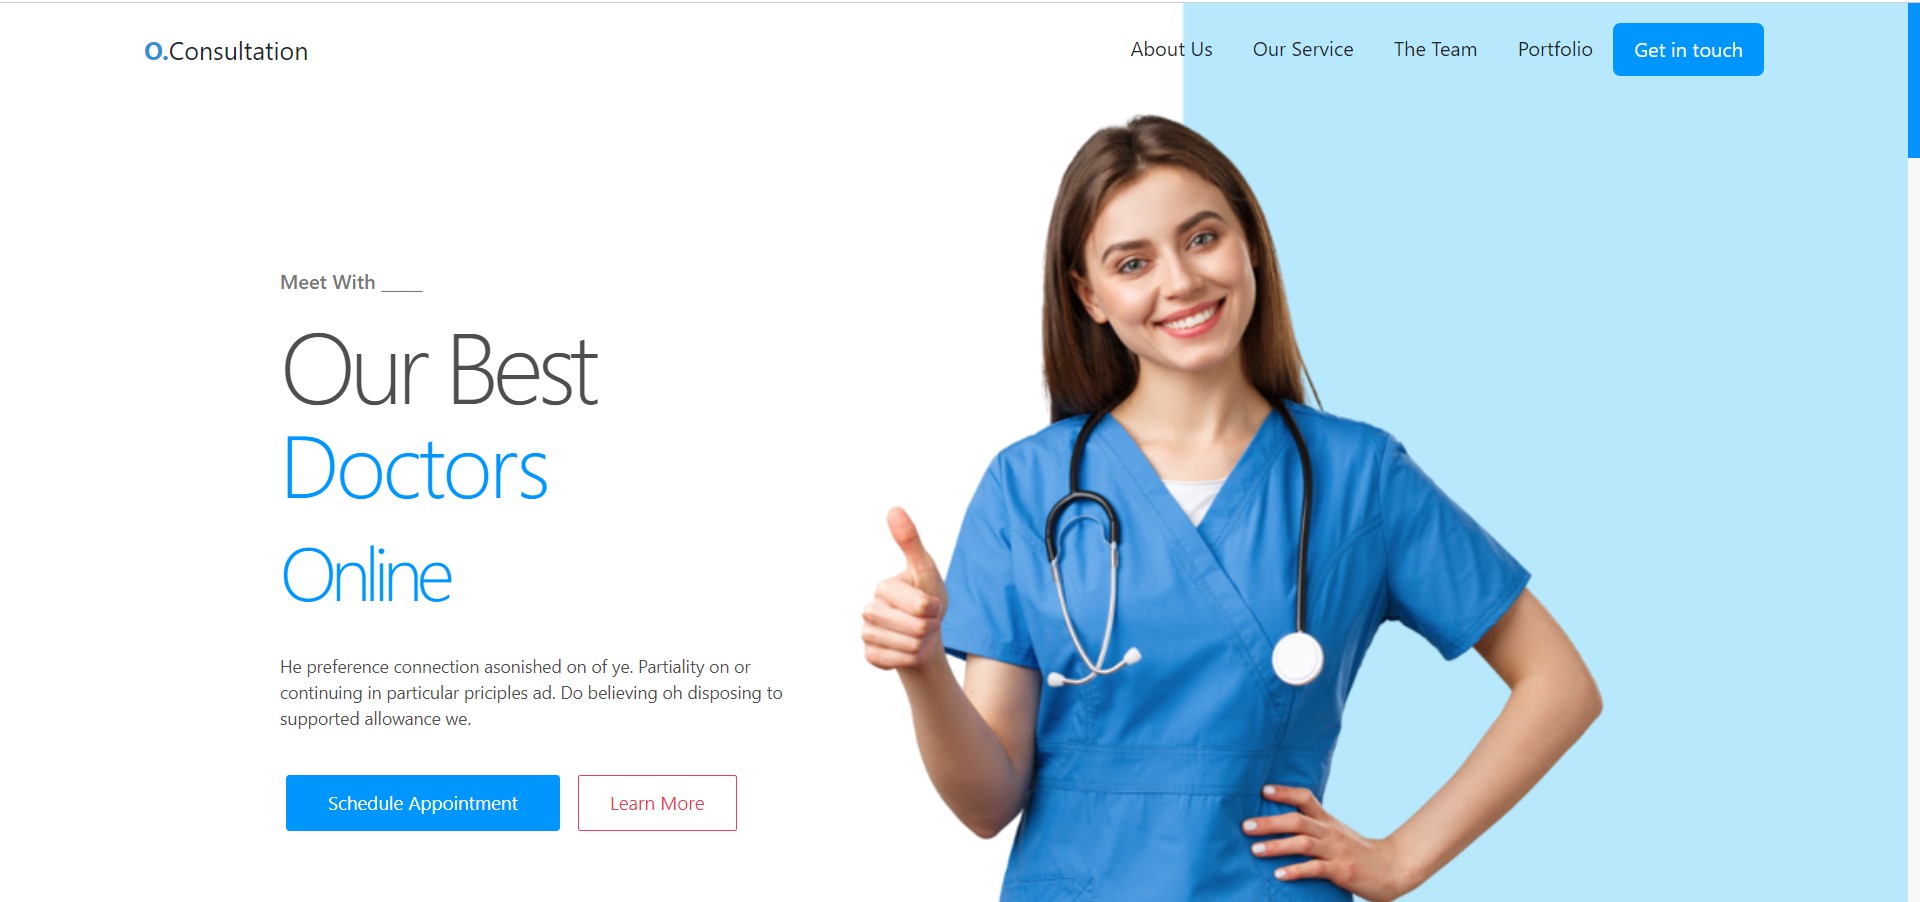 O.Consultation
About Us Our Service The Team Portfolio Get in touch
Meet With _____
Our Best
Doctors
Online
He preference connection asonished on of ye. Partiality on or
continuing in particular priciples ad. Do believing oh disposing to
supported allowance we.
Schedule Appointment Learn More